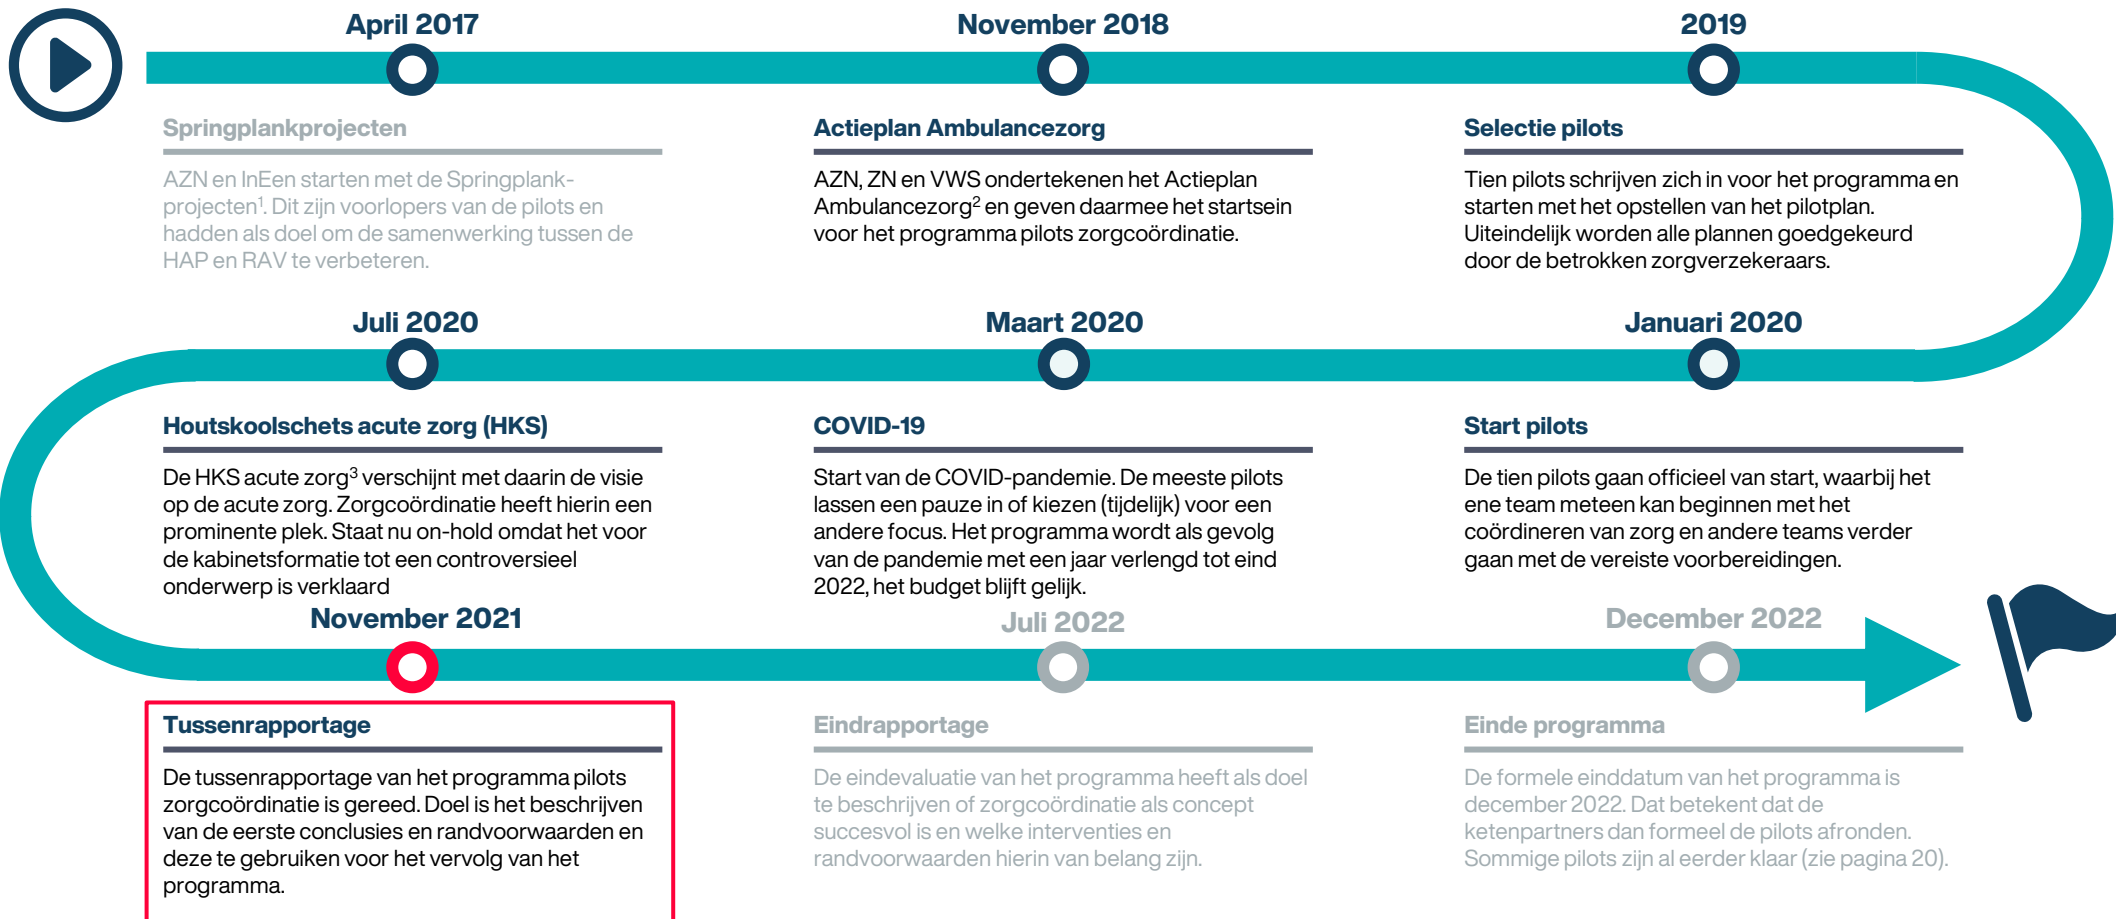 April 2017
Springplankprojecten
AZN en InEen starten met de Springplank-
projecten¹. Dit zijn voorlopers van de pilots en
hadden als doel om de samenwerking tussen de
HAP en RAV te verbeteren.
November 2018
Actieplan Ambulancezorg
AZN, ZN en VWS ondertekenen het Actieplan
Ambulancezorg² en geven daarmee het startsein
voor het programma pilots zorgcoördinatie.
2019
Selectie pilots
Tien pilots schrijven zich in voor het programma en
starten met het opstellen van het pilotplan.
Uiteindelijk worden alle plannen goedgekeurd
door de betrokken zorgverzekeraars.
Januari 2020
Start pilots
De tien pilots gaan officieel van start, waarbij het
ene team meteen kan beginnen met het
coördineren van zorg en andere teams verder
gaan met de vereiste voorbereidingen.
Maart 2020
COVID-19
Start van de COVID-pandemie. De meeste pilots
lassen een pauze in of kiezen (tijdelijk) voor een
andere focus. Het programma wordt als gevolg
van de pandemie met een jaar verlengd tot eind
2022, het budget blijft gelijk.
Juli 2020
Houtskoolschets acute zorg (HKS)
De HKS acute zorg³ verschijnt met daarin de visie
op de acute zorg. Zorgcoördinatie heeft hierin een
prominente plek. Staat nu on-hold omdat het voor
de kabinetsformatie tot een controversieel
onderwerp is verklaard
November 2021
Tussenrapportage
De tussenrapportage van het programma pilots
zorgcoördinatie is gereed. Doel is het beschrijven
van de eerste conclusies en randvoorwaarden en
deze te gebruiken voor het vervolg van het
programma.
Juli 2022
Eindrapportage
De eindevaluatie van het programma heeft als doel
te beschrijven of zorgcoördinatie als concept
succesvol is en welke interventies en
randvoorwaarden hierin van belang zijn.
December 2022
Einde programma
De formele einddatum van het programma is
december 2022. Dat betekent dat de
ketenpartners dan formeel de pilots afronden.
Sommige pilots zijn al eerder klaar (zie pagina 20).